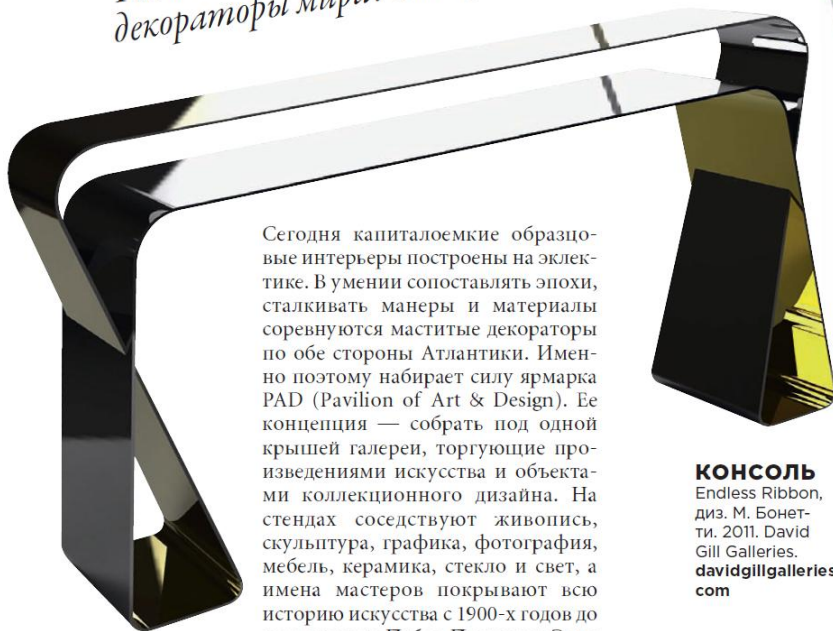 декораторы мира
Сегодня капиталоемкие образцо-
вые интерьеры построены на эклек-
тике. В умении сопоставлять эпохи,
сталкивать манеры и материалы
соревнуются маститые декораторы
по обе стороны Атлантики. Имен-
но поэтому набирает силу ярмарка
PAD (Pavilion of Art & Design). Ее
концепция — собрать под одной
крышей галереи, торгующие про-
изведениями искусства и объекта-
ми коллекционного дизайна. На
стендах соседствуют живопись,
скульптура, графика, фотография,
мебель, керамика, стекло и свет, а
имена мастеров покрывают всю
историю искусства с 1900-х годов до
КОНСОЛЬ
Endless Ribbon,
диз. М. Бонет-
ти. 2011. David
Gill Galleries.
davidgillgalleries
com